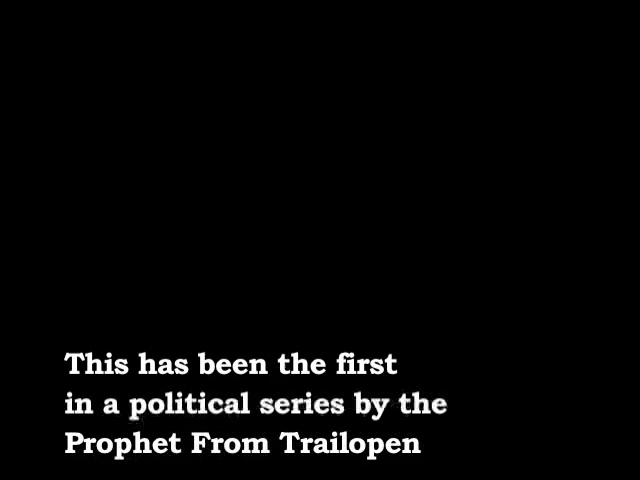 This has been the first
in a political series by the
Prophet From Trailopen